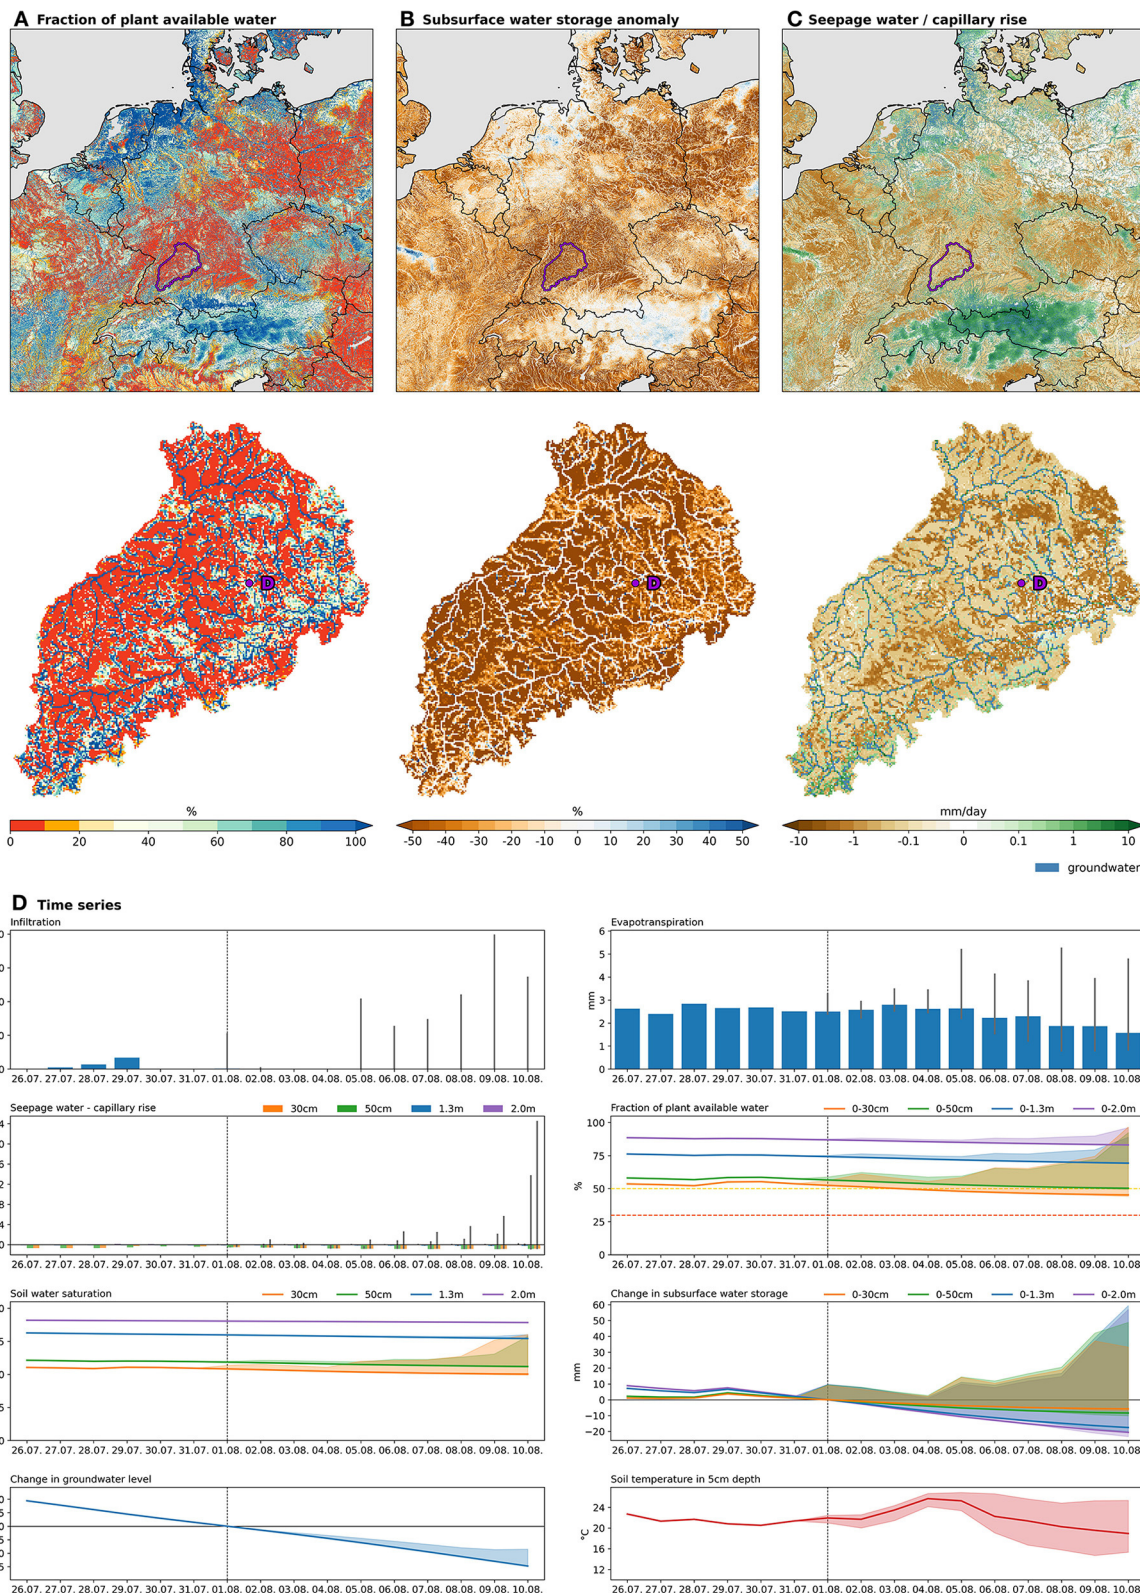 A Fraction of plant available water
B Subsurface water storage anomaly
C Seepage water / capillary rise
D
D
D
%
0 20 40 60 80 100
%
-50 -40 -30 -20 -10 0 10 20 30 40 50
mm/day
-10 -1 -0.1 0 0.1 1 10
groundwater
D Time series
Infiltration
26.07. 27.07. 28.07. 29.07. 30.07. 31.07. 01.08. 02.08. 03.08. 04.08. 05.08. 06.08. 07.08. 08.08. 09.08. 10.08.
Evapotranspiration
6
5
4
3
2
1
0
mm
26.07. 27.07. 28.07. 29.07. 30.07. 31.07. 01.08. 02.08. 03.08. 04.08. 05.08. 06.08. 07.08. 08.08. 09.08. 10.08
Seepage water - capillary rise 30cm 50cm 1.3m 2.0m
26.07. 27.07. 28.07. 29.07. 30.07. 31.07. 01.08. 02.08. 03.08. 04.08. 05.08. 06.08. 07.08. 08.08. 09.08. 10.08.
Fraction of plant available water 0-30cm 0-50cm 0-1.3m 0-2.0m
100
75
50
25
0
%
26.07. 27.07. 28.07. 29.07. 30.07. 31.07. 01.08. 02.08. 03.08. 04.08. 05.08. 06.08. 07.08. 08.08. 09.08. 10.08
Soil water saturation 30cm 50cm 1.3m 2.0m
26.07. 27.07. 28.07. 29.07. 30.07. 31.07. 01.08. 02.08. 03.08. 04.08. 05.08. 06.08. 07.08. 08.08. 09.08. 10.08.
Change in subsurface water storage 0-30cm 0-50cm 0-1.3m 0-2.0m
60
50
40
30
20
10
0
-10
-20
mm
26.07. 27.07. 28.07. 29.07. 30.07. 31.07. 01.08. 02.08. 03.08. 04.08. 05.08. 06.08. 07.08. 08.08. 09.08. 10.08
Change in groundwater level
26.07. 27.07. 28.07. 29.07. 30.07. 31.07. 01.08. 02.08. 03.08. 04.08. 05.08. 06.08. 07.08. 08.08. 09.08. 10.08.
Soil temperature in 5cm depth
24
20
16
12
°C
26.07. 27.07. 28.07. 29.07. 30.07. 31.07. 01.08. 02.08. 03.08. 04.08. 05.08. 06.08. 07.08. 08.08. 09.08. 10.08